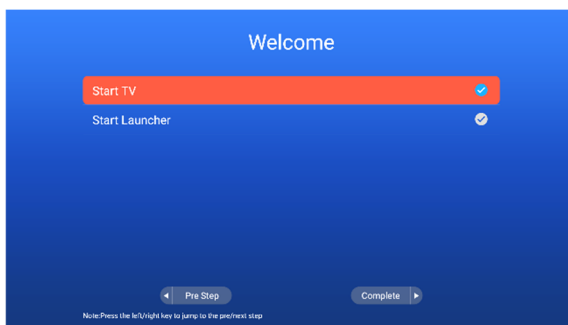 Welcome
Start TV
Start Launcher
Pre Step
Complete
Note:Press the left/right key to jump to the pre/next step